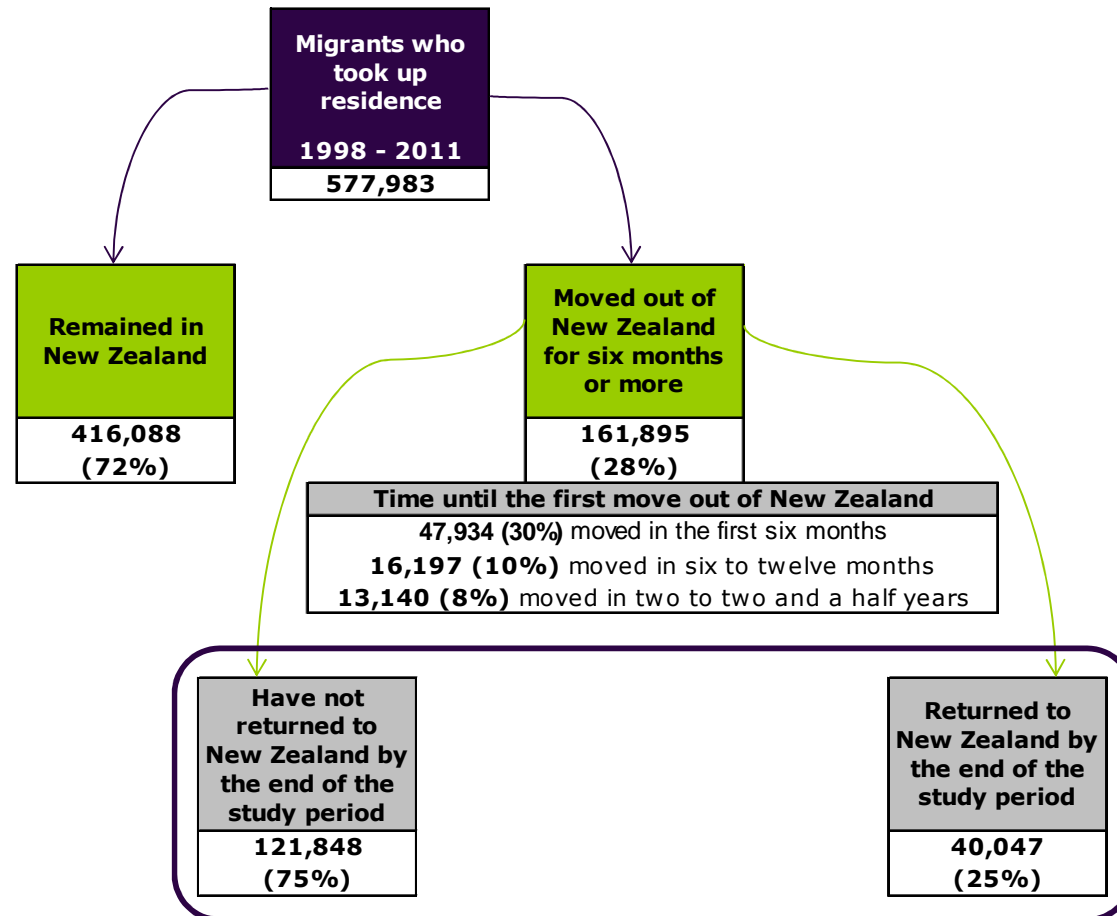 Migrants who
took up
residence
1998 - 2011
577,983
Remained in
New Zealand
416,088
(72%)
Moved out of
New Zealand
for six months
or more
161,895
(28%)
Time until the first move out of New Zealand
47,934 (30%) moved in the first six months
16,197 (10%) moved in six to twelve months
13,140 (8%) moved in two to two and a half years
Have not
returned to
New Zealand by
the end of the
study period
121,848
(75%)
Returned to
New Zealand by
the end of the
study period
40,047
(25%)